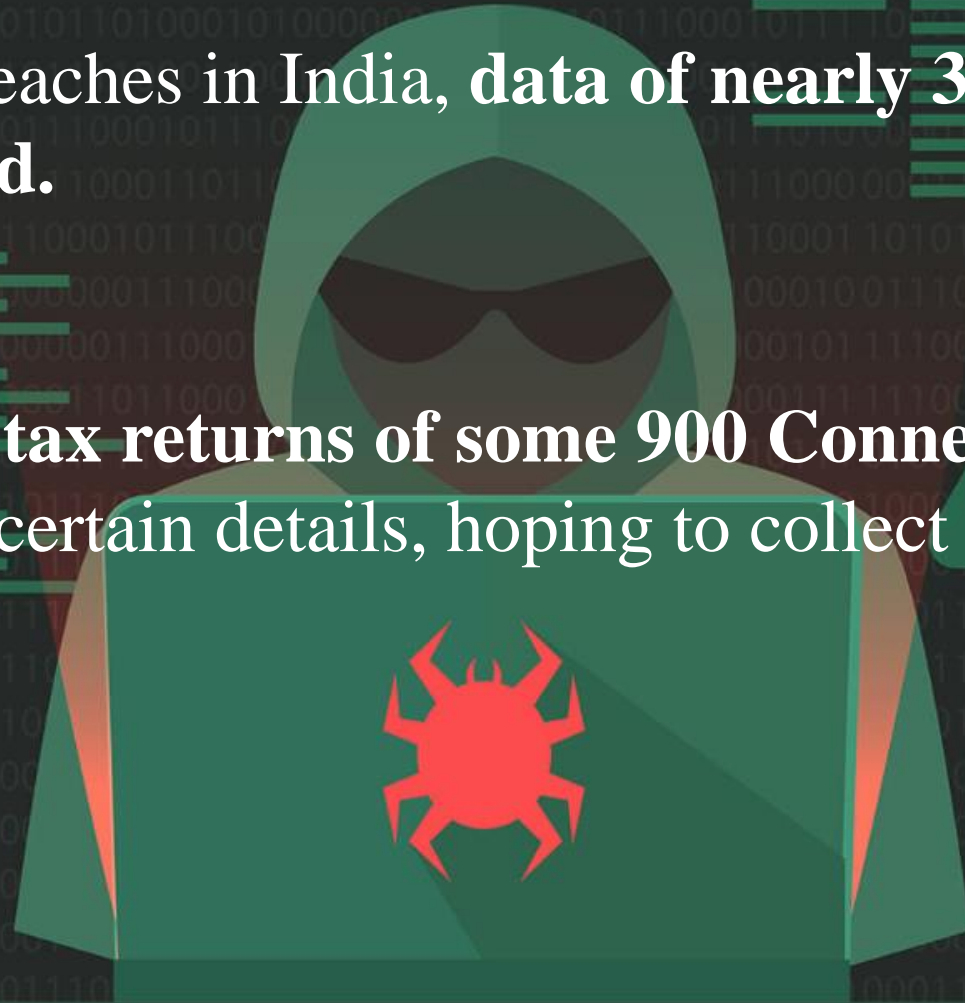 eaches in India, data of nearly 3
d.
tax returns of some 900 Conne
certain details, hoping to collect